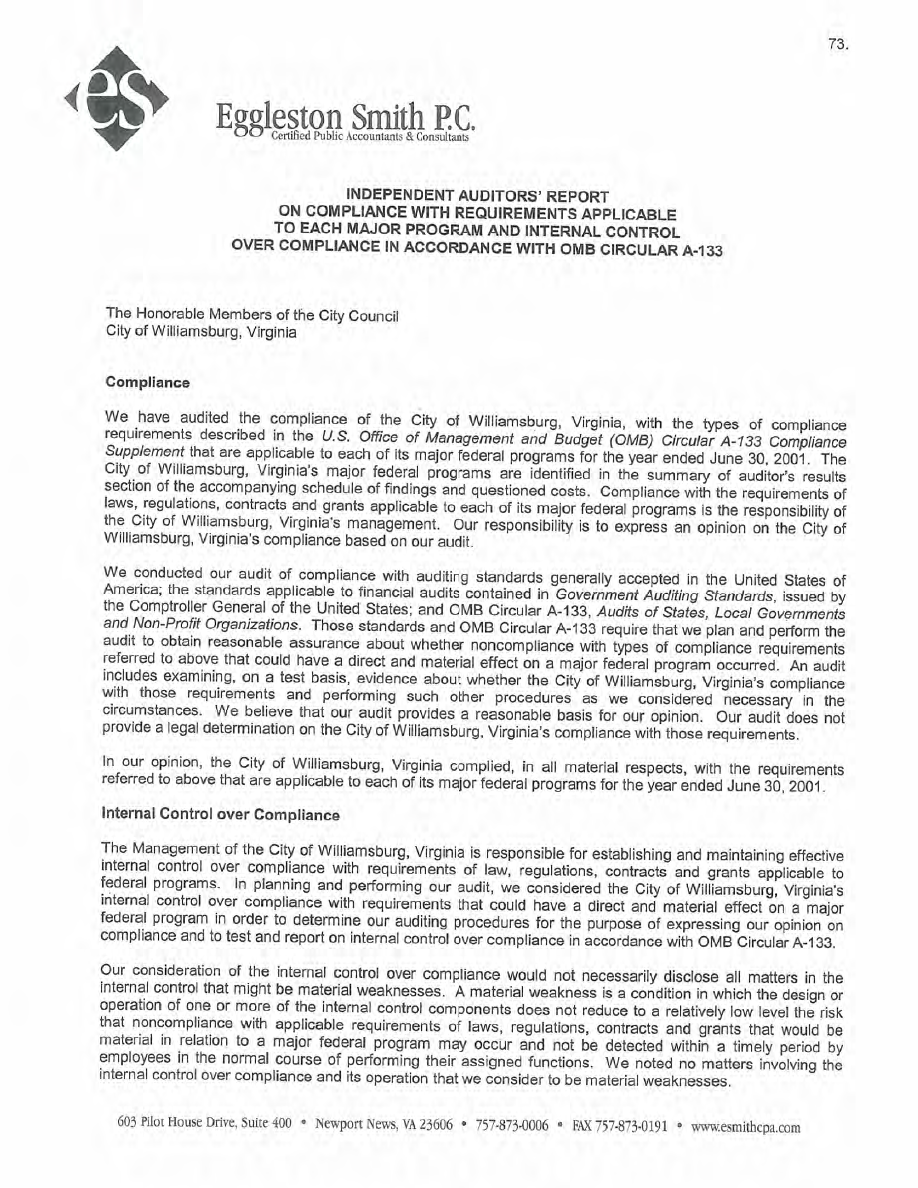 73.
es
Eggleston Smith P.C.
Certified Public Accountants & Consultants
INDEPENDENT AUDITORS' REPORT
ON COMPLIANCE WITH REQUIREMENTS APPLICABLE
TO EACH MAJOR PROGRAM AND INTERNAL CONTROL
OVER COMPLIANCE IN ACCORDANCE WITH OMB CIRCULAR A-133
The Honorable Members of the City Council
City of Williamsburg, Virginia
Compliance
We have audited the compliance of the City of Williamsburg, Virginia, with the types of compliance
requirements described in the U.S. Office of Management and Budget (OMB) Circular A-133 Compliance
Supplement that are applicable to each of its major federal programs for the year ended June 30, 2001. The
City of Williamsburg, Virginia's major federal programs are identified in the summary of auditor's results
section of the accompanying schedule of findings and questioned costs. Compliance with the requirements of
laws, regulations, contracts and grants applicable to each of its major federal programs is the responsibility of
the City of Williamsburg, Virginia's management. Our responsibility is to express an opinion on the City of
Williamsburg, Virginia's compliance based on our audit.
We conducted our audit of compliance with auditing standards generally accepted in the United States of
America; the standards applicable to financial audits contained in Government Auditing Standards, issued by
the Comptroller General of the United States; and OMB Circular A-133, Audits of States, Local Governments
and Non-Profit Organizations. Those standards and OMB Circular A-133 require that we plan and perform the
audit to obtain reasonable assurance about whether noncompliance with types of compliance requirements
referred to above that could have a direct and material effect on a major federal program occurred. An audit
includes examining, on a test basis, evidence about whether the City of Williamsburg, Virginia's compliance
with those requirements and performing such other procedures as we considered necessary in the
circumstances. We believe that our audit provides a reasonable basis for our opinion. Our audit does not
provide a legal determination on the City of Williamsburg, Virginia's compliance with those requirements.
In our opinion, the City of Williamsburg, Virginia complied, in all material respects, with the requirements
referred to above that are applicable to each of its major federal programs for the year ended June 30, 2001.
Internal Control over Compliance
The Management of the City of Williamsburg, Virginia is responsible for establishing and maintaining effective
internal control over compliance with requirements of law, regulations, contracts and grants applicable to
federal programs. In planning and performing our audit, we considered the City of Williamsburg, Virginia's
internal control over compliance with requirements that could have a direct and material effect on a major
federal program in order to determine our auditing procedures for the purpose of expressing our opinion on
compliance and to test and report on internal control over compliance in accordance with OMB Circular A-133.
Our consideration of the internal control over compliance would not necessarily disclose all matters in the
internal control that might be material weaknesses. A material weakness is a condition in which the design or
operation of one or more of the internal control components does not reduce to a relatively low level the risk
that noncompliance with applicable requirements of laws, regulations, contracts and grants that would be
material in relation to a major federal program may occur and not be detected within a timely period by
employees in the normal course of performing their assigned functions. We noted no matters involving the
internal control over compliance and its operation that we consider to be material weaknesses.
603 Pilot House Drive, Suite 400 • Newport News, VA 23606 • 757-873-0006 • FAX 757-873-0191 • www.esmithcpa.com